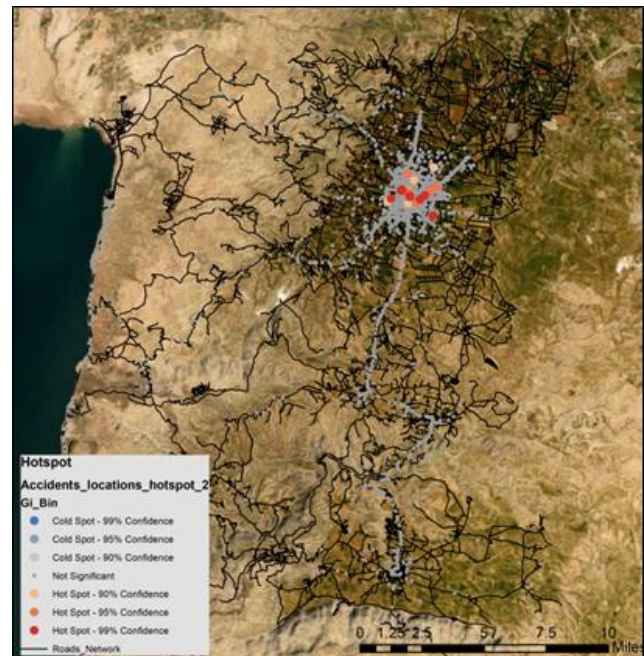 Hotspot
Accidents_locations_hotspot_2
Gi_Bin
Cold Spot - 99% Confidence
Cold Spot - 95% Confidence
Cold Spot - 90% Confidence
Not Significant
Hot Spot - 90% Confidence
Hot Spot - 95% Confidence
Hot Spot - 99% Confidence
Roads_Network
0 1.25 2.5 5 7.5 10
Mile